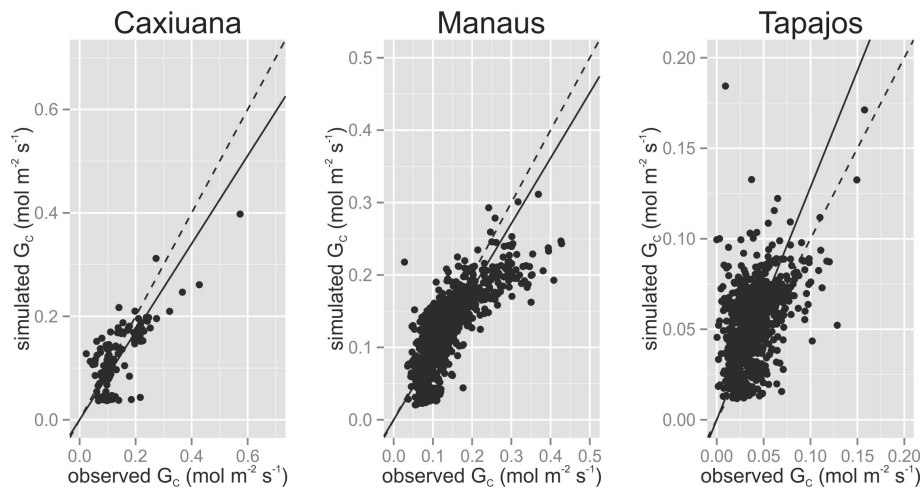 Caxiuana
simulated G_C (mol m⁻² s⁻¹)
0.6
0.4
0.2
0.0
0.0 0.2 0.4 0.6
observed G_C (mol m⁻² s⁻¹)
Manaus
simulated G_C (mol m⁻² s⁻¹)
0.5
0.4
0.3
0.2
0.1
0.0
0.0 0.1 0.2 0.3 0.4 0.5
observed G_C (mol m⁻² s⁻¹)
Tapajos
simulated G_C (mol m⁻² s⁻¹)
0.20
0.15
0.10
0.05
0.00
0.00 0.05 0.10 0.15 0.20
observed G_C (mol m⁻² s⁻¹)